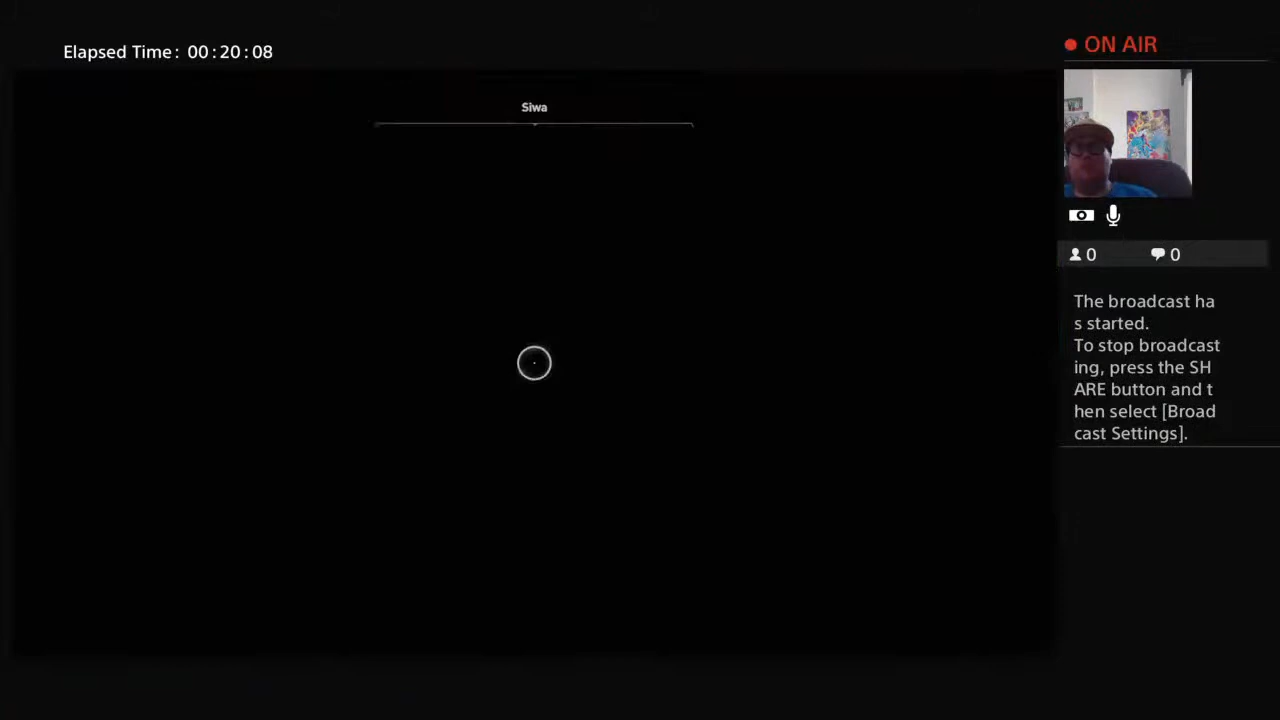 Elapsed Time: 00:20:08
ON AIR
Siwa
0
0
The broadcast ha
s started.
To stop broadcast
ing, press the SH
ARE button and t
hen select [Broad
cast Settings].